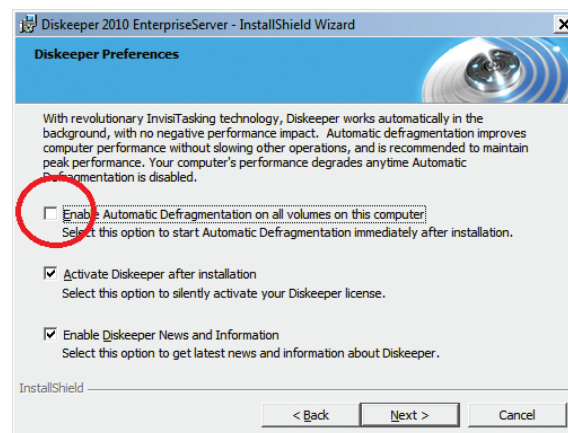 Diskeeper 2010 EnterpriseServer - InstallShield Wizard
Diskeeper Preferences
With revolutionary InvisiTasking technology, Diskeeper works automatically in the
background, with no negative performance impact.  Automatic defragmentation improves
computer performance without slowing other operations, and is recommended to maintain
peak performance. Your computer's performance degrades anytime Automatic
Defragmentation is disabled.
Enable Automatic Defragmentation on all volumes on this computer
Select this option to start Automatic Defragmentation immediately after installation.
Activate Diskeeper after installation
Select this option to silently activate your Diskeeper license.
Enable Diskeeper News and Information
Select this option to get latest news and information about Diskeeper.
InstallShield
< Back
Next >
Cancel